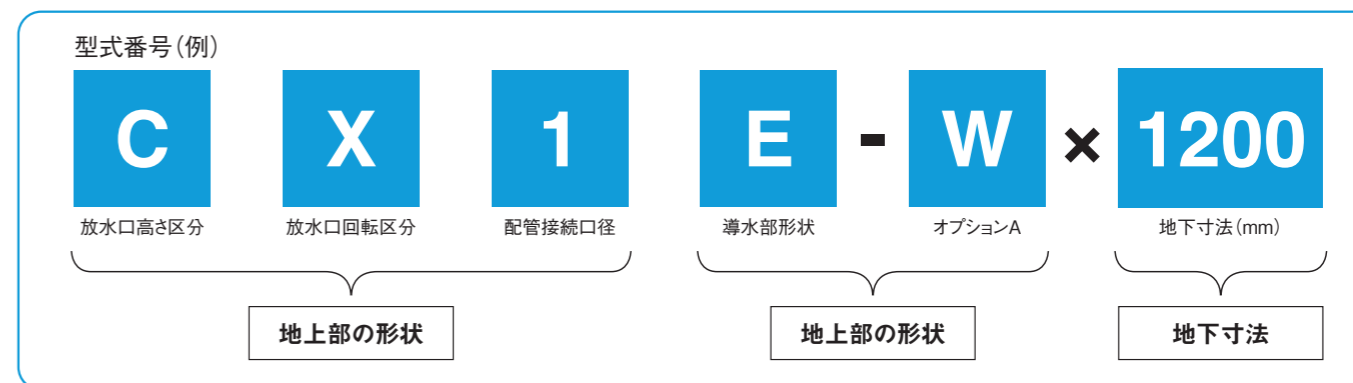 型式番号(例)
C X 1 E - W × 1200
放水口高さ区分 放水口回転区分 配管接続口径 導水部形状 オプションA 地下寸法(mm)
地上部の形状 地上部の形状 地下寸法